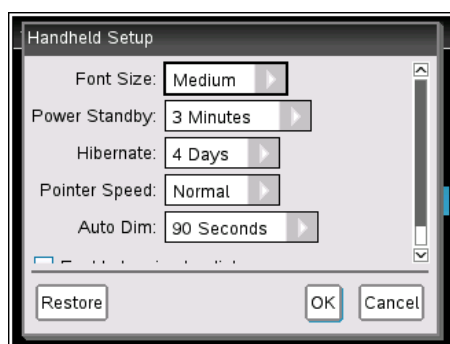 Handheld Setup
Font Size: Medium
Power Standby: 3 Minutes
Hibernate: 4 Days
Pointer Speed: Normal
Auto Dim: 90 Seconds
Restore OK Cancel